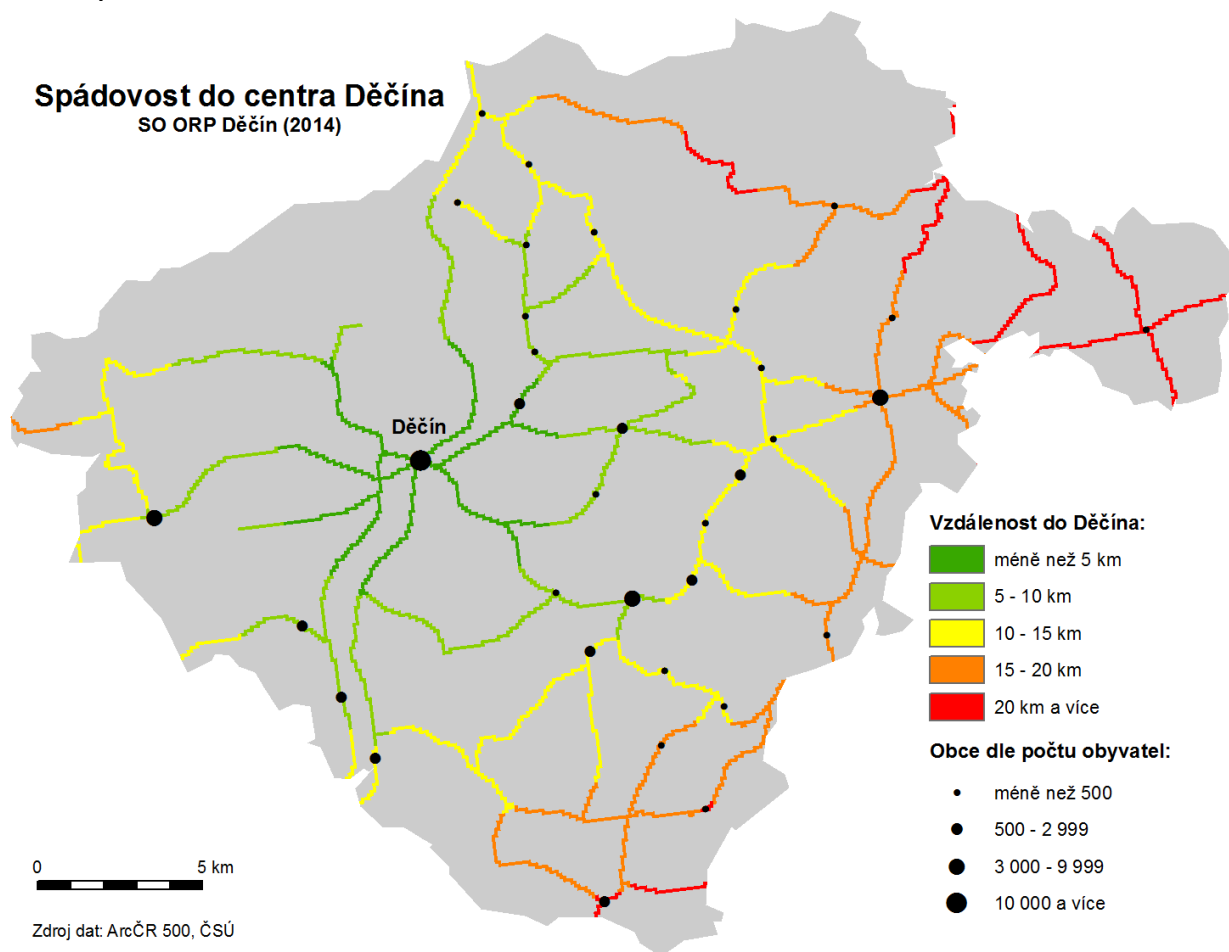 Spádovost do centra Děčína
SO ORP Děčín (2014)
Děčín
Vzdálenost do Děčína:
méně než 5 km
5 - 10 km
10 - 15 km
15 - 20 km
20 km a více
Obce dle počtu obyvatel:
méně než 500
500 - 2 999
3 000 - 9 999
10 000 a více
0 5 km
Zdroj dat: ArcČR 500, ČSÚ